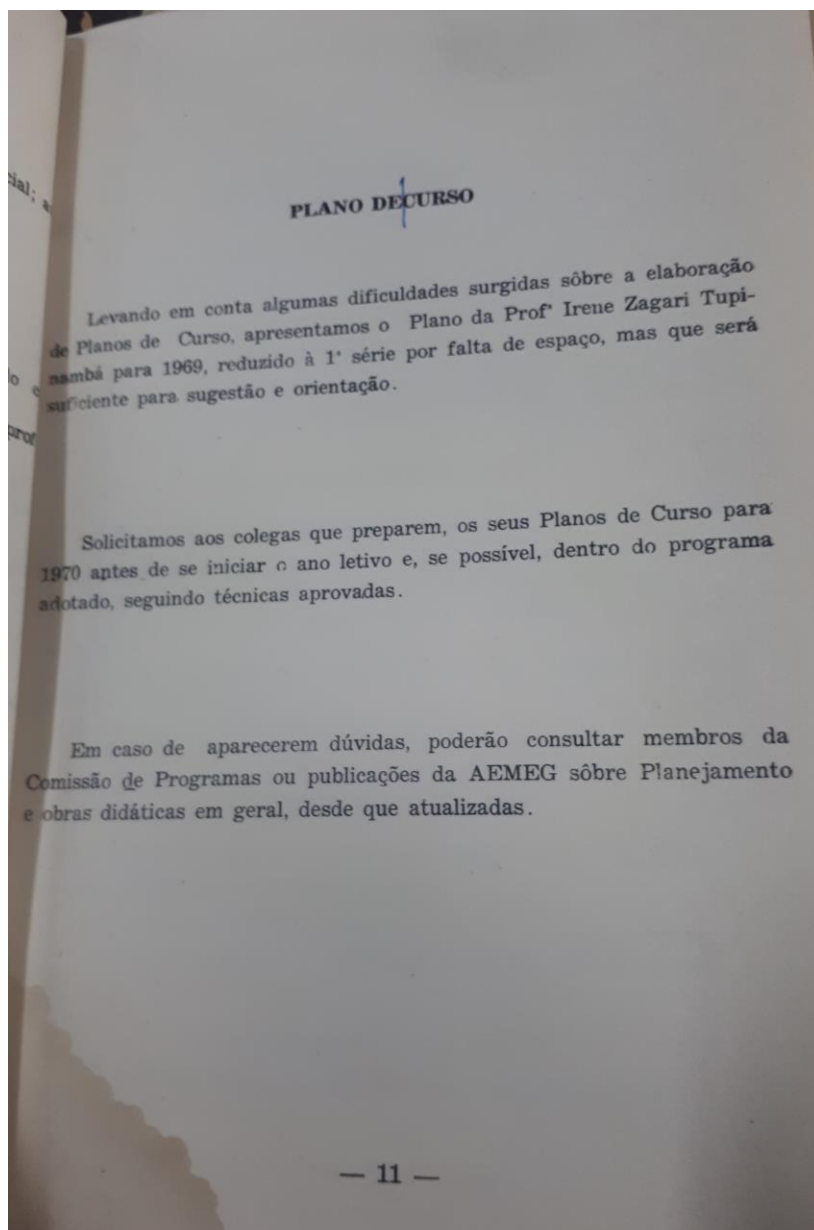 cial; a
PLANO DECURSO
Levando em conta algumas dificuldades surgidas sôbre a elaboração
de Planos de Curso, apresentamos o Plano da Profª Irene Zagari Tupi-
nambá para 1969, reduzido à 1ª série por falta de espaço, mas que será
suficiente para sugestão e orientação.
prof
Solicitamos aos colegas que preparem, os seus Planos de Curso para
1970 antes de se iniciar o ano letivo e, se possível, dentro do programa
adotado, seguindo técnicas aprovadas.
Em caso de aparecerem dúvidas, poderão consultar membros da
Comissão de Programas ou publicações da AEMEG sôbre Planejamento
e obras didáticas em geral, desde que atualizadas.
— 11 —